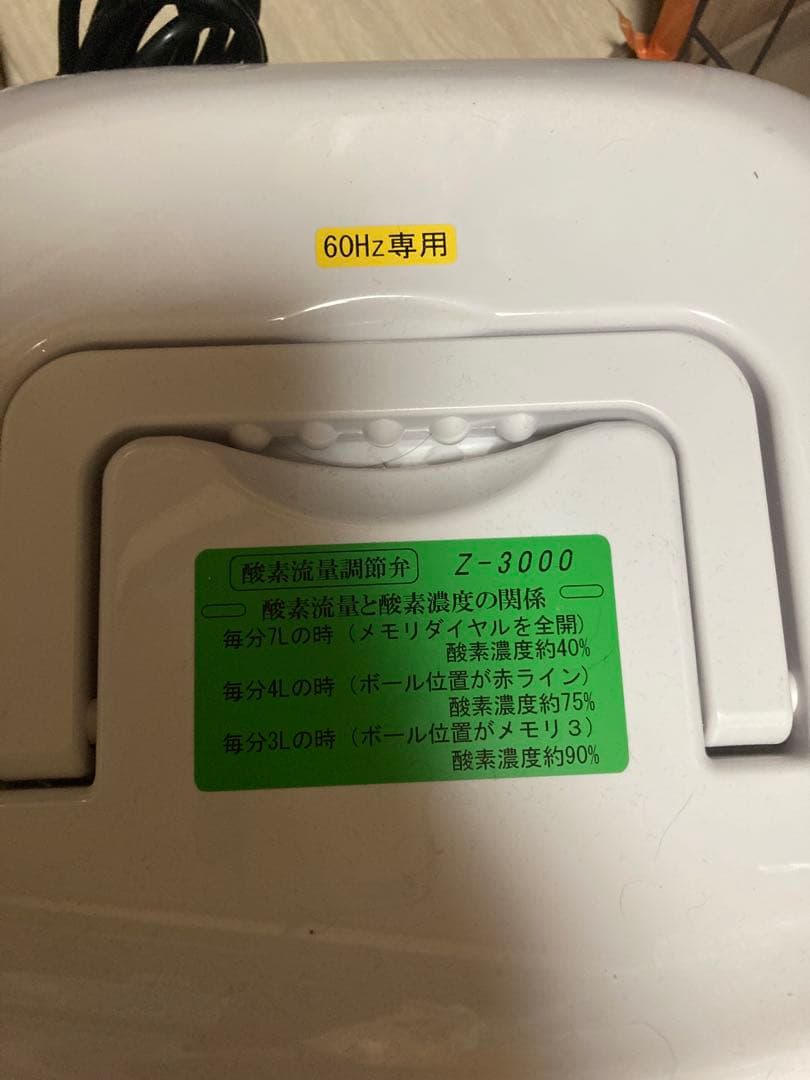 60Hz専用
酸素流量調節弁 Z-3000
酸素流量と酸素濃度の関係
毎分7Lの時(メモリダイヤルを全開)
酸素濃度約40%
毎分4Lの時(ボール位置が赤ライン)
酸素濃度約75%
毎分3Lの時(ボール位置がメモリ3)
酸素濃度約90%